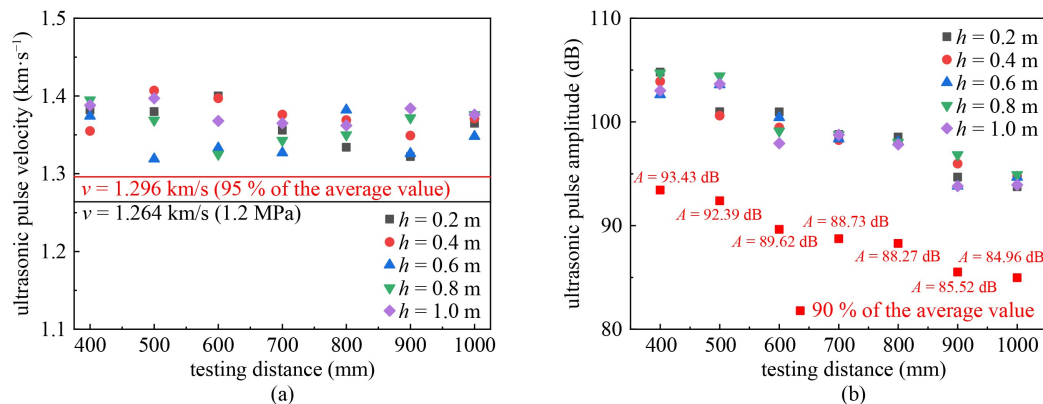 1.5
1.4
1.3
1.2
1.1
ultrasonic pulse velocity (km·s⁻¹)
v = 1.296 km/s (95 % of the average value)
v = 1.264 km/s (1.2 MPa)
h = 0.2 m
h = 0.4 m
h = 0.6 m
h = 0.8 m
h = 1.0 m
400 500 600 700 800 900 1000
testing distance (mm)
(a)
110
100
90
80
ultrasonic pulse amplitude (dB)
h = 0.2 m
h = 0.4 m
h = 0.6 m
h = 0.8 m
h = 1.0 m
A = 93.43 dB
A = 92.39 dB
A = 89.62 dB
A = 88.73 dB
A = 88.27 dB
A = 85.52 dB
A = 84.96 dB
90 % of the average value
400 500 600 700 800 900 1000
testing distance (mm)
(b)